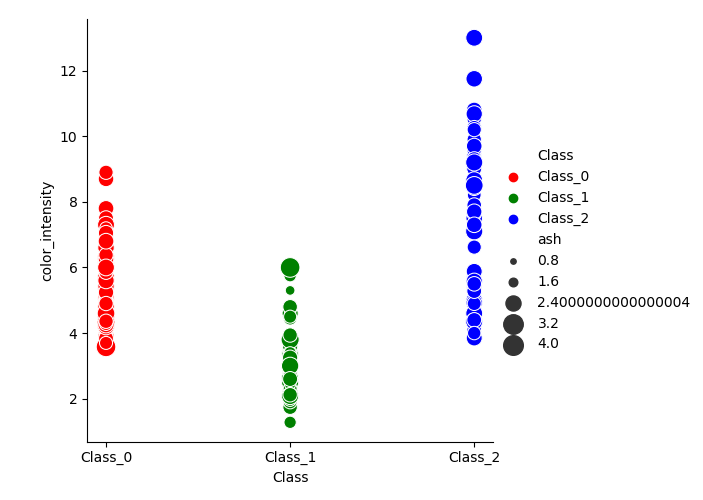 12
10
8
6
4
2
color_intensity
Class_0
Class_1
Class_2
Class
Class
Class_0
Class_1
Class_2
ash
0.8
1.6
2.4000000000000004
3.2
4.0